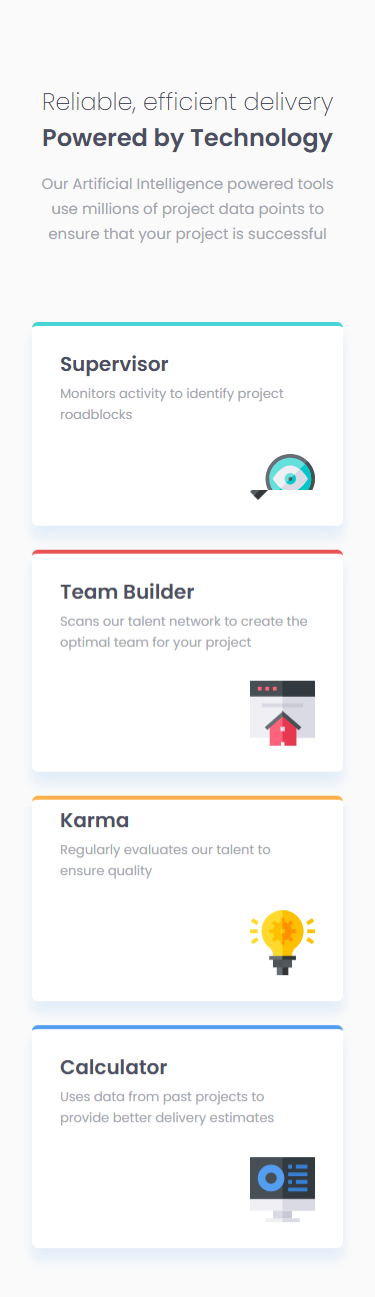 Reliable, efficient delivery
Powered by Technology
Our Artificial Intelligence powered tools
use millions of project data points to
ensure that your project is successful
Supervisor
Monitors activity to identify project
roadblocks
Team Builder
Scans our talent network to create the
optimal team for your project
Karma
Regularly evaluates our talent to
ensure quality
Calculator
Uses data from past projects to
provide better delivery estimates